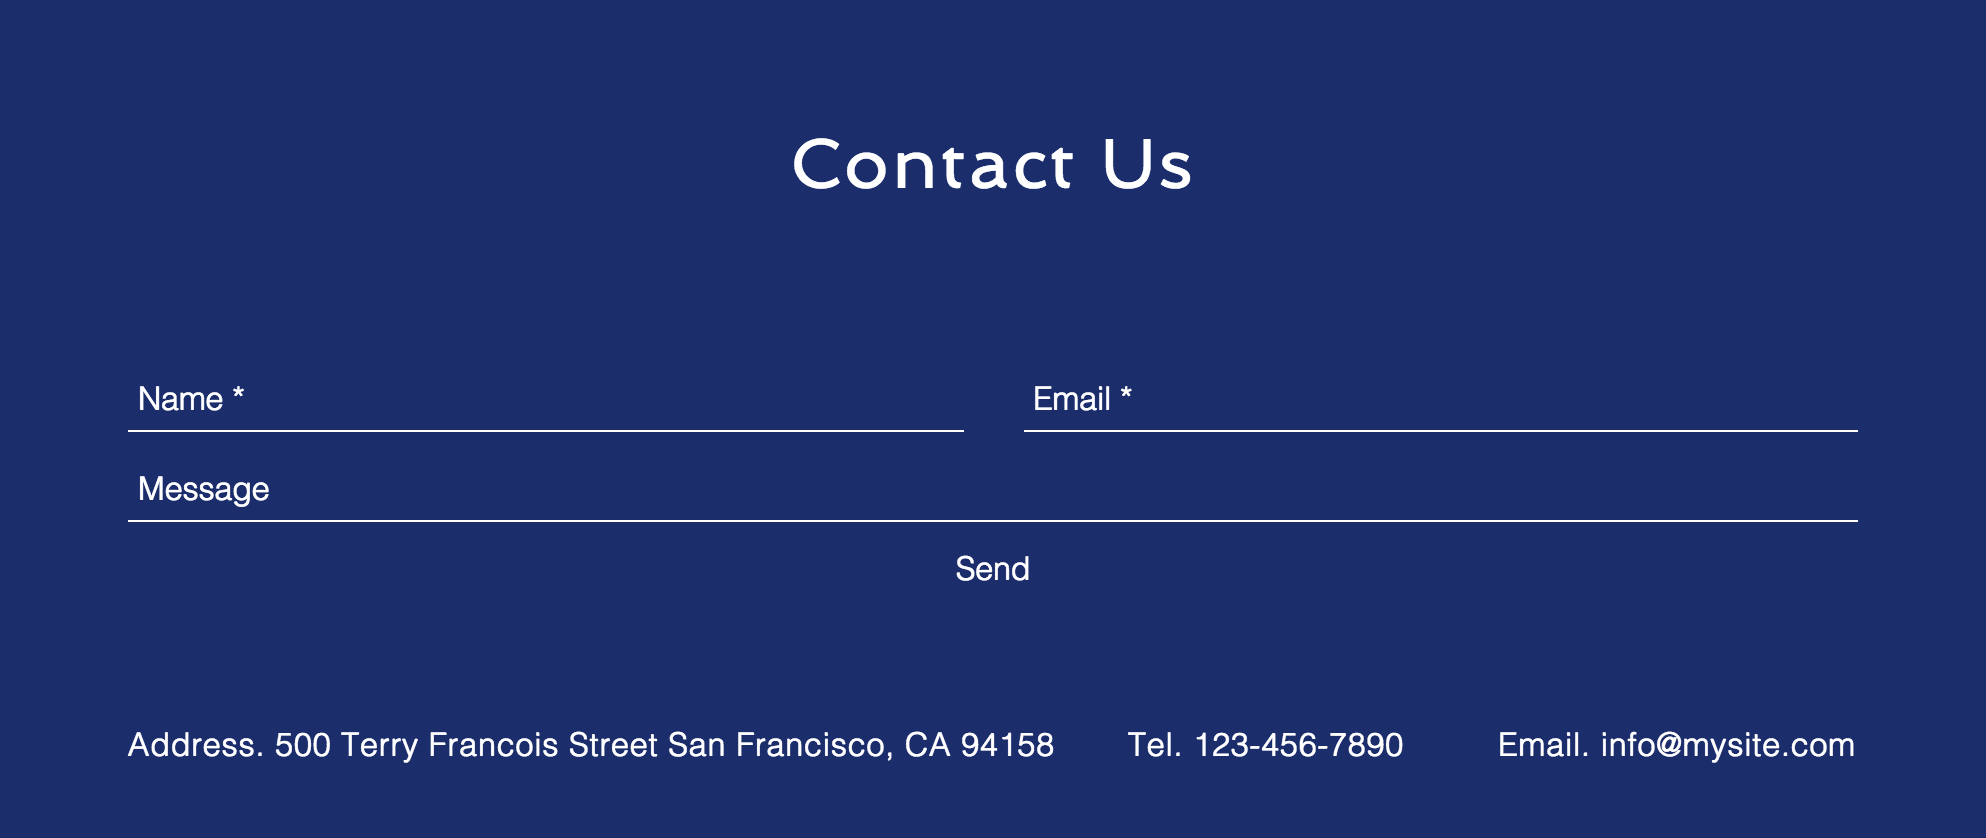 Contact Us
Name *
Email *
Message
Send
Address. 500 Terry Francois Street San Francisco, CA 94158
Tel. 123-456-7890
Email. info@mysite.com